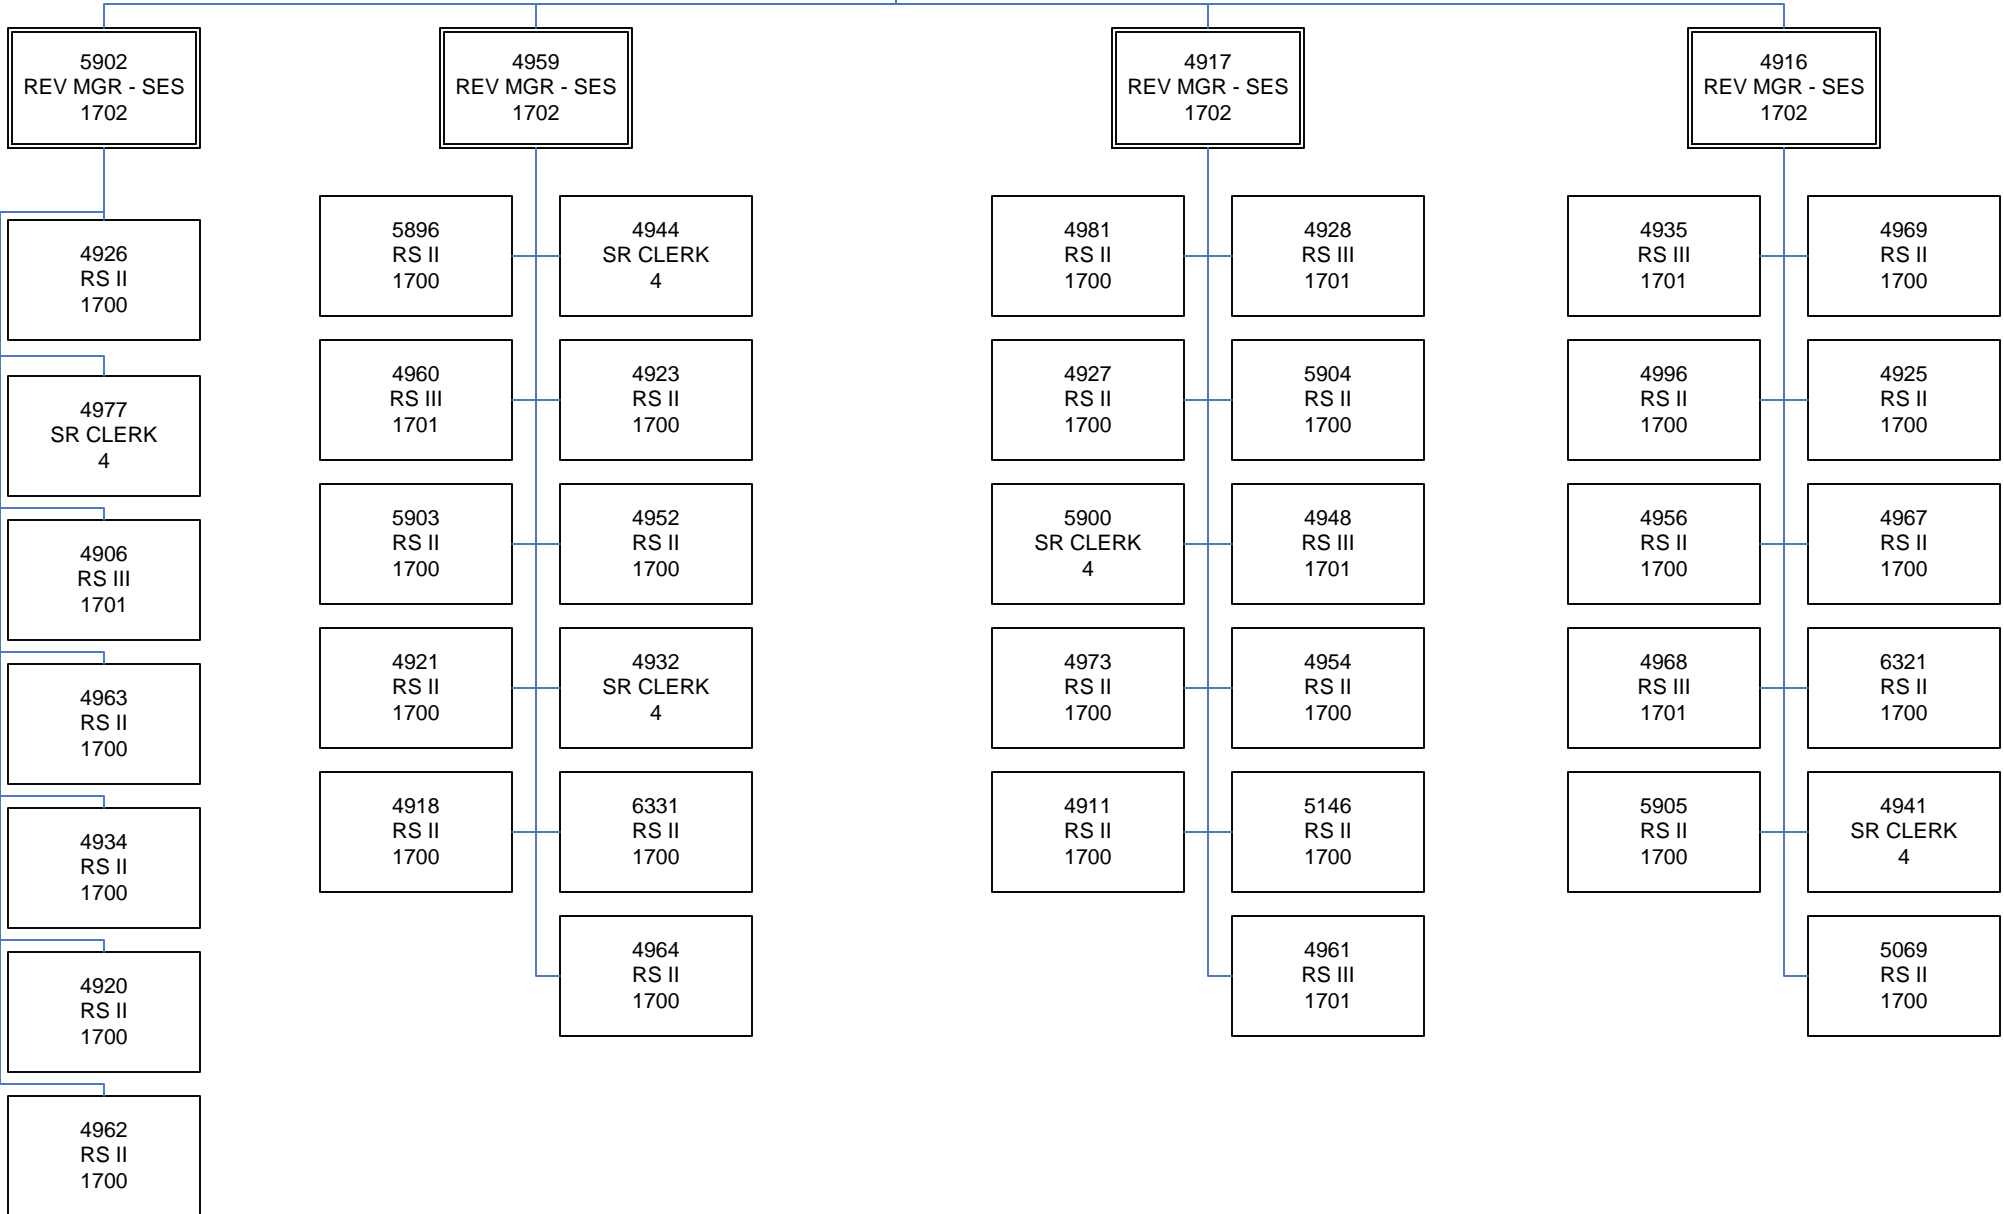 5902
REV MGR - SES
1702
4959
REV MGR - SES
1702
4917
REV MGR - SES
1702
4916
REV MGR - SES
1702
4926
RS II
1700
4977
SR CLERK
4
4906
RS III
1701
4963
RS II
1700
4934
RS II
1700
4920
RS II
1700
4962
RS II
1700
5896
RS II
1700
4944
SR CLERK
4
4960
RS III
1701
4923
RS II
1700
5903
RS II
1700
4952
RS II
1700
4921
RS II
1700
4932
SR CLERK
4
4918
RS II
1700
6331
RS II
1700
4964
RS II
1700
4981
RS II
1700
4928
RS III
1701
4927
RS II
1700
5904
RS II
1700
5900
SR CLERK
4
4948
RS III
1701
4973
RS II
1700
4954
RS II
1700
4911
RS II
1700
5146
RS II
1700
4961
RS III
1701
4935
RS III
1701
4969
RS II
1700
4996
RS II
1700
4925
RS II
1700
4956
RS II
1700
4967
RS II
1700
4968
RS III
1701
6321
RS II
1700
5905
RS II
1700
4941
SR CLERK
4
5069
RS II
1700